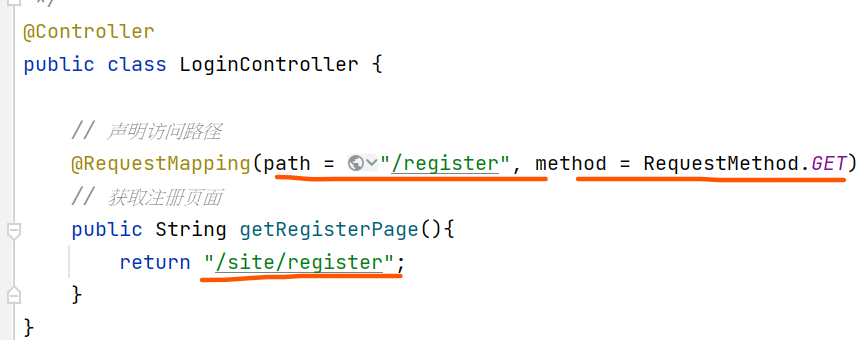 */
@Controller
public class LoginController {
// 声明访问路径
@RequestMapping(path = "/register", method = RequestMethod.GET)
// 获取注册页面
public String getRegisterPage(){
return "/site/register";
}
}